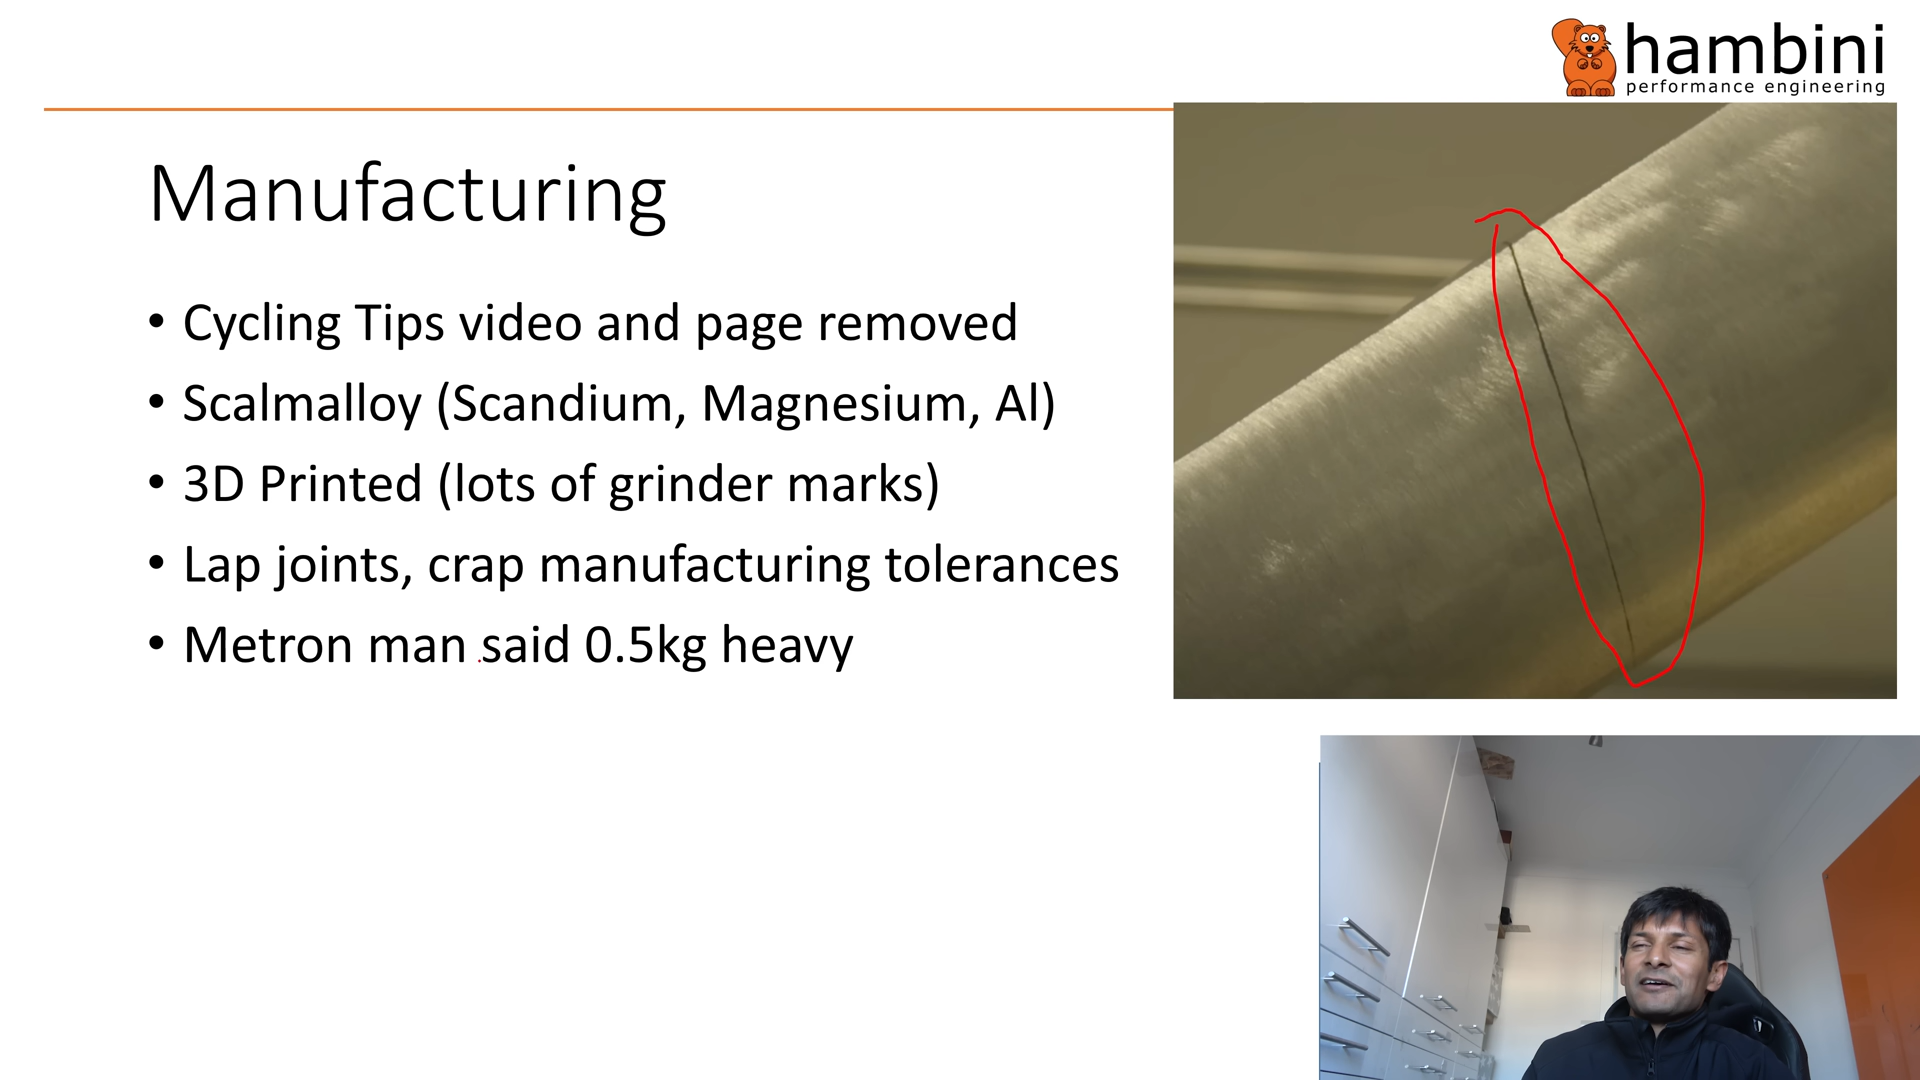 hambini
performance engineering
Manufacturing
• Cycling Tips video and page removed
• Scalmalloy (Scandium, Magnesium, Al)
• 3D Printed (lots of grinder marks)
• Lap joints, crap manufacturing tolerances
• Metron man said 0.5kg heavy